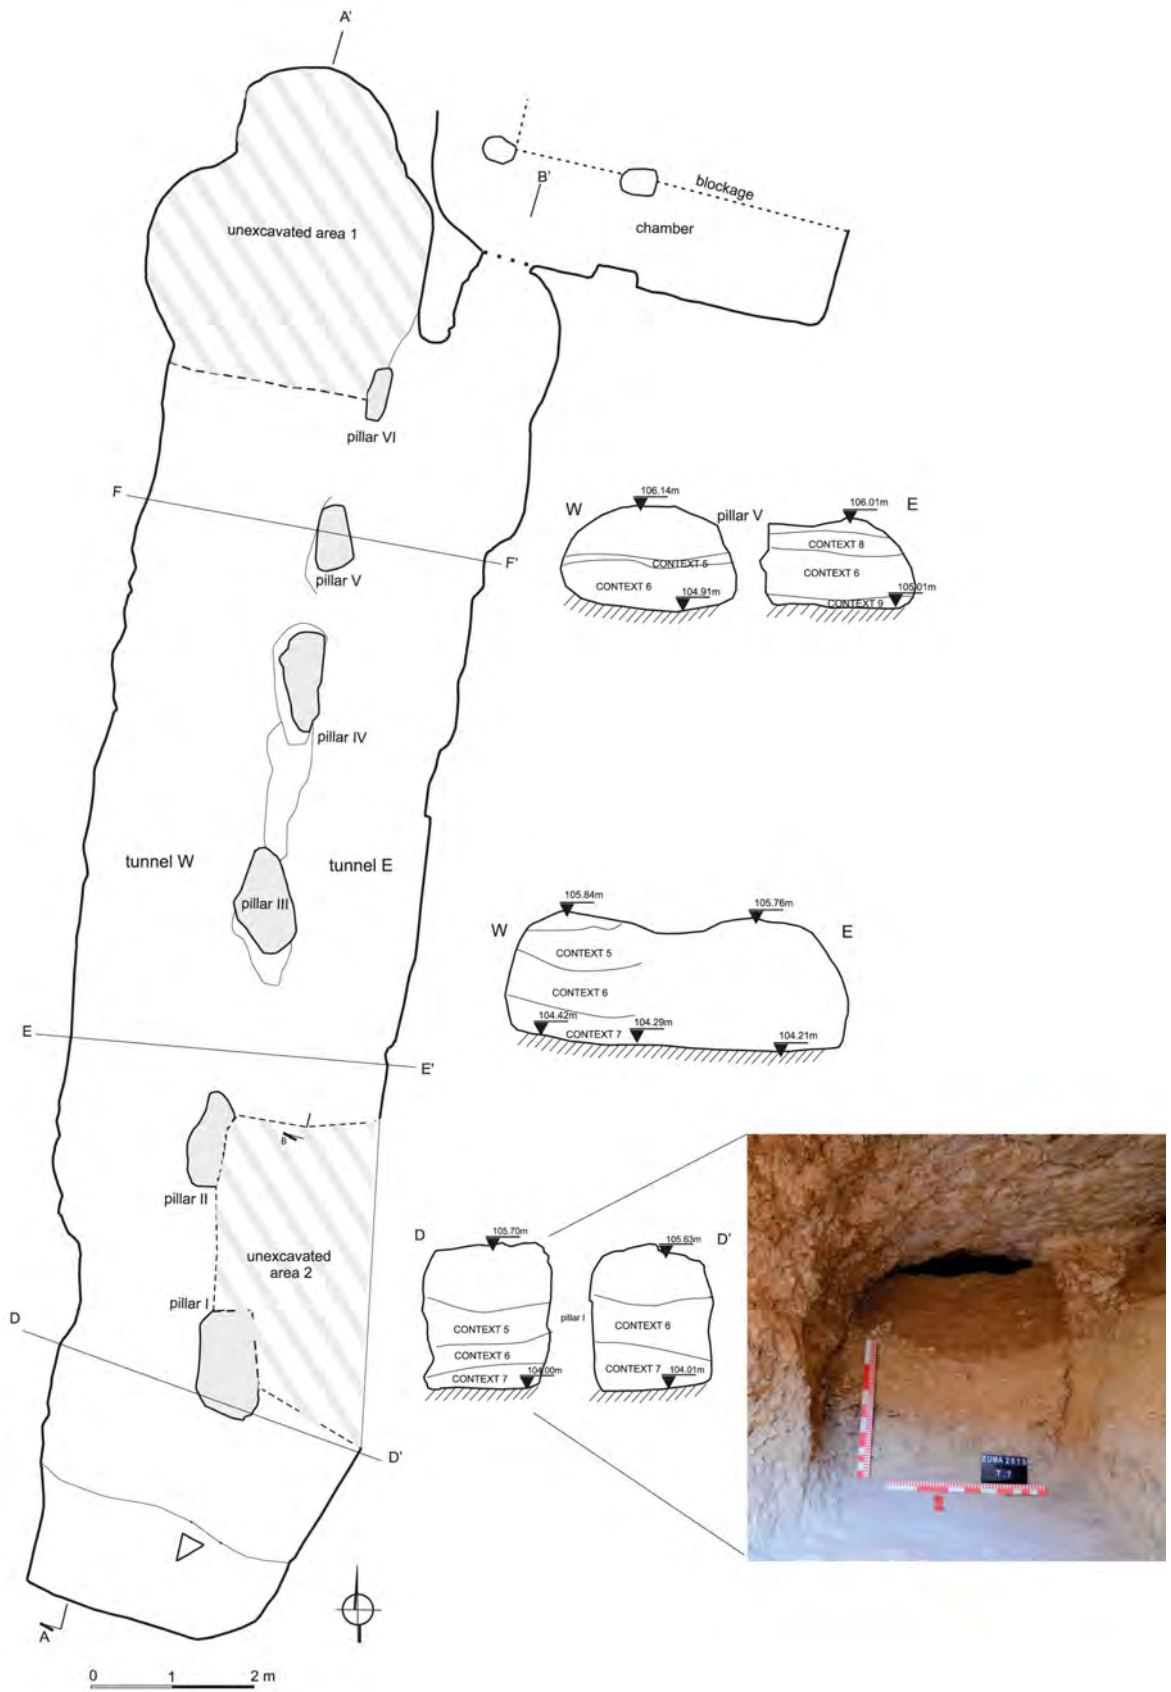 A'
B'
blockage
chamber
unexcavated area 1
pillar VI
F
F'
pillar V
W
106.14m
pillar V
106.01m
E
CONTEXT 5
CONTEXT 6
104.91m
CONTEXT 8
CONTEXT 6
CONTEXT 9
105.01m
pillar IV
tunnel W
tunnel E
pillar III
W
105.84m
105.76m
E
CONTEXT 5
CONTEXT 6
104.42m
CONTEXT 7
104.29m
104.21m
E
E'
B
pillar II
unexcavated
area 2
pillar I
D
D'
D
105.70m
105.63m
D'
CONTEXT 5
CONTEXT 6
CONTEXT 7
104.00m
pillar I
CONTEXT 6
CONTEXT 7
104.01m
ZUMA 2015
T.7
A
0 1 2 m